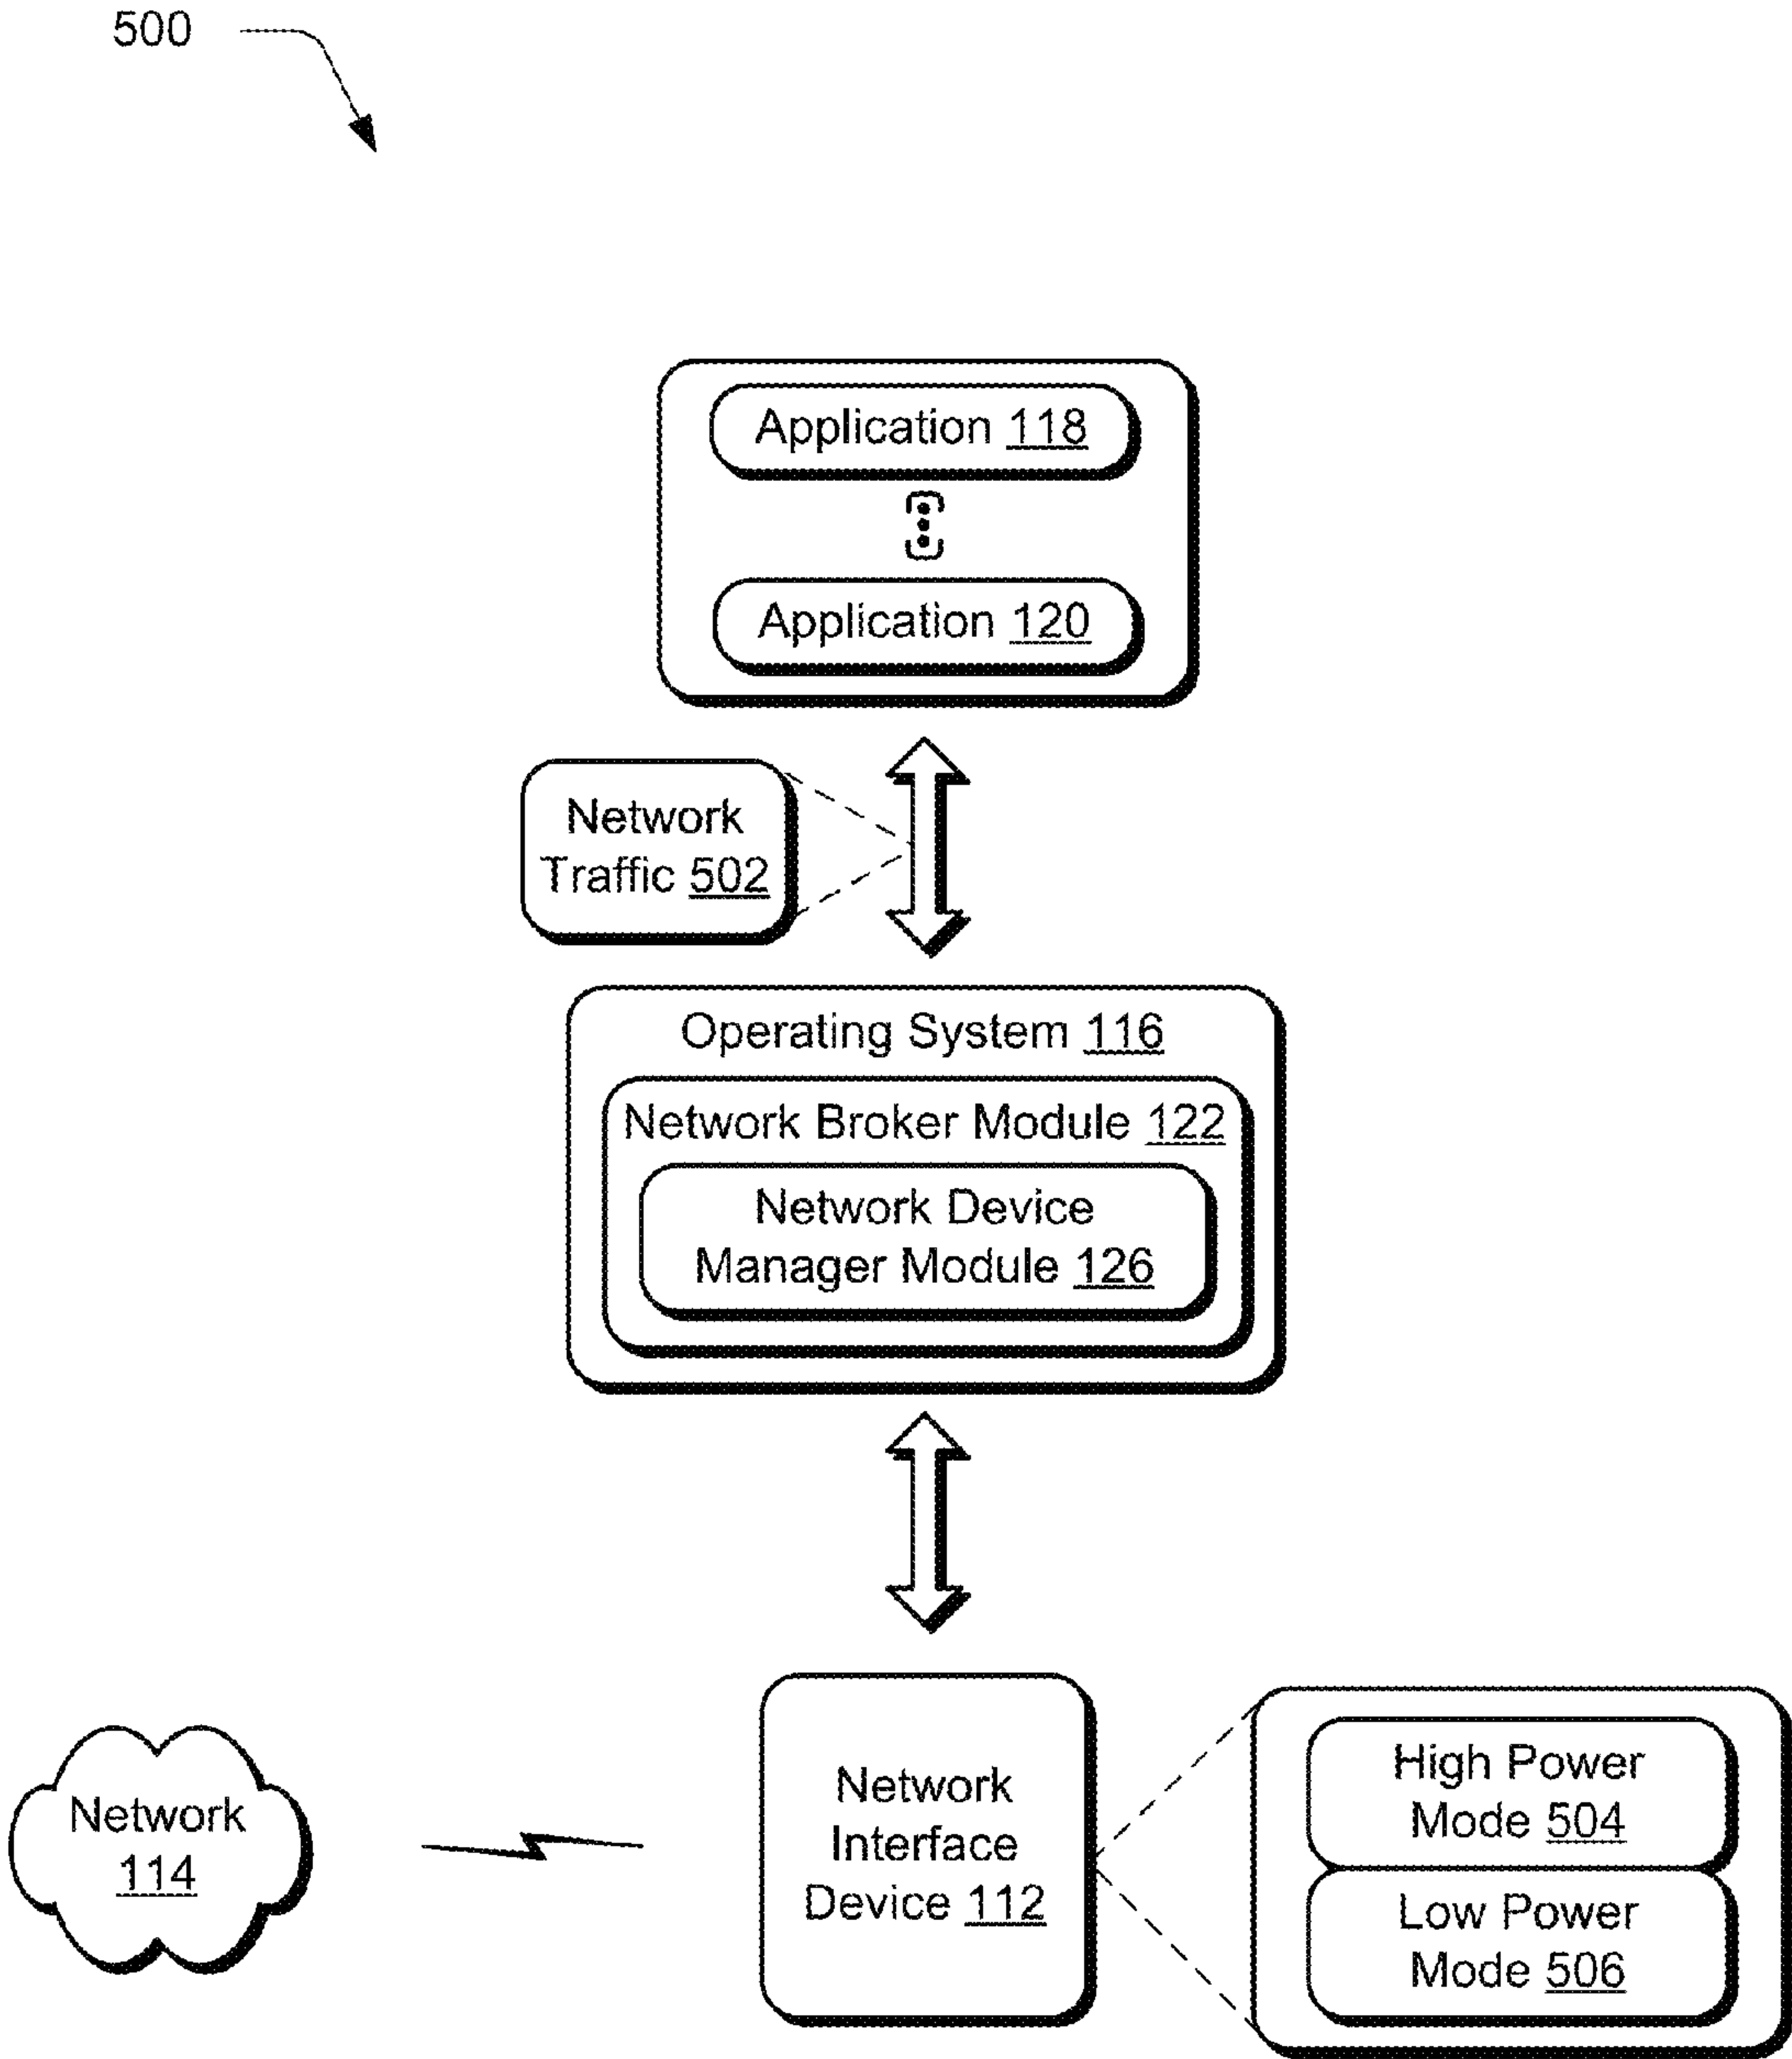 500
Application 118
Application 120
Network
Traffic 502
Operating System 116
Network Broker Module 122
Network Device
Manager Module 126
Network
114
Network
Interface
Device 112
High Power
Mode 504
Low Power
Mode 506